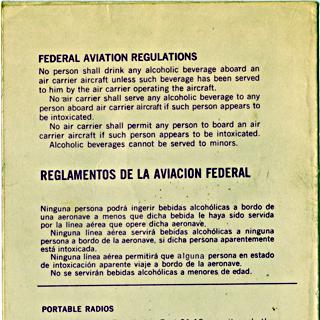 FEDERAL AVIATION REGULATIONS
No person shall drink any alcoholic beverage aboard an
air carrier aircraft unless such beverage has been served
to him by the air carrier operating the aircraft.
No air carrier shall serve any alcoholic beverage to any
person aboard air carrier aircraft if such person appears to
be intoxicated.
No air carrier shall permit any person to board an air
carrier aircraft if such person appears to be intoxicated.
Alcoholic beverages cannot be served to minors.
REGLAMENTOS DE LA AVIACION FEDERAL
Ninguna persona podrá ingerir bebidas alcohólicas a bordo de
una aeronave a menos que dicha bebida le haya sido servida
por la línea aérea que opere dicha aeronave.
Ninguna línea aérea servirá bebidas alcohólicas a ninguna
persona a bordo de la aeronave, si dicha persona aparentemente
está intoxicada.
Ninguna línea aérea permitirá que alguna persona en estado
de intoxicación aparente viaje a bordo de la aeronave.
No se servirán bebidas alcohólicas a menores de edad.
PORTABLE RADIOS